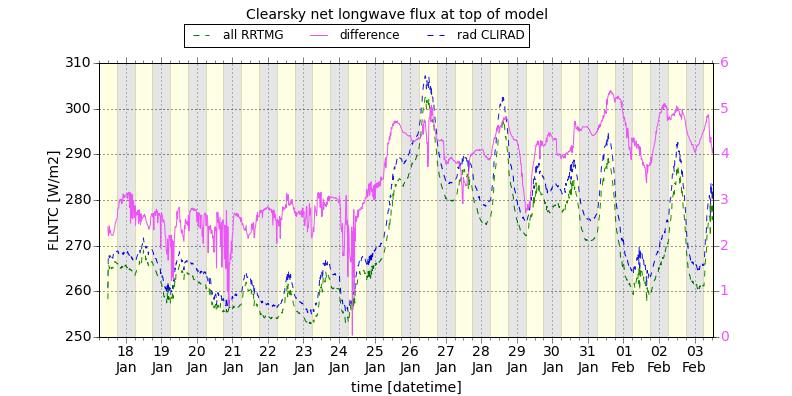 Clearsky net longwave flux at top of model
all RRTMG difference rad CLIRAD
310 6
300 5
290 4
280 3
270 2
260 1
250 0
FLNTC [W/m2]
18 19 20 21 22 23 24 25 26 27 28 29 30 31 01 02 03
Jan Jan Jan Jan Jan Jan Jan Jan Jan Jan Jan Jan Jan Jan Feb Feb Feb
time [datetime]